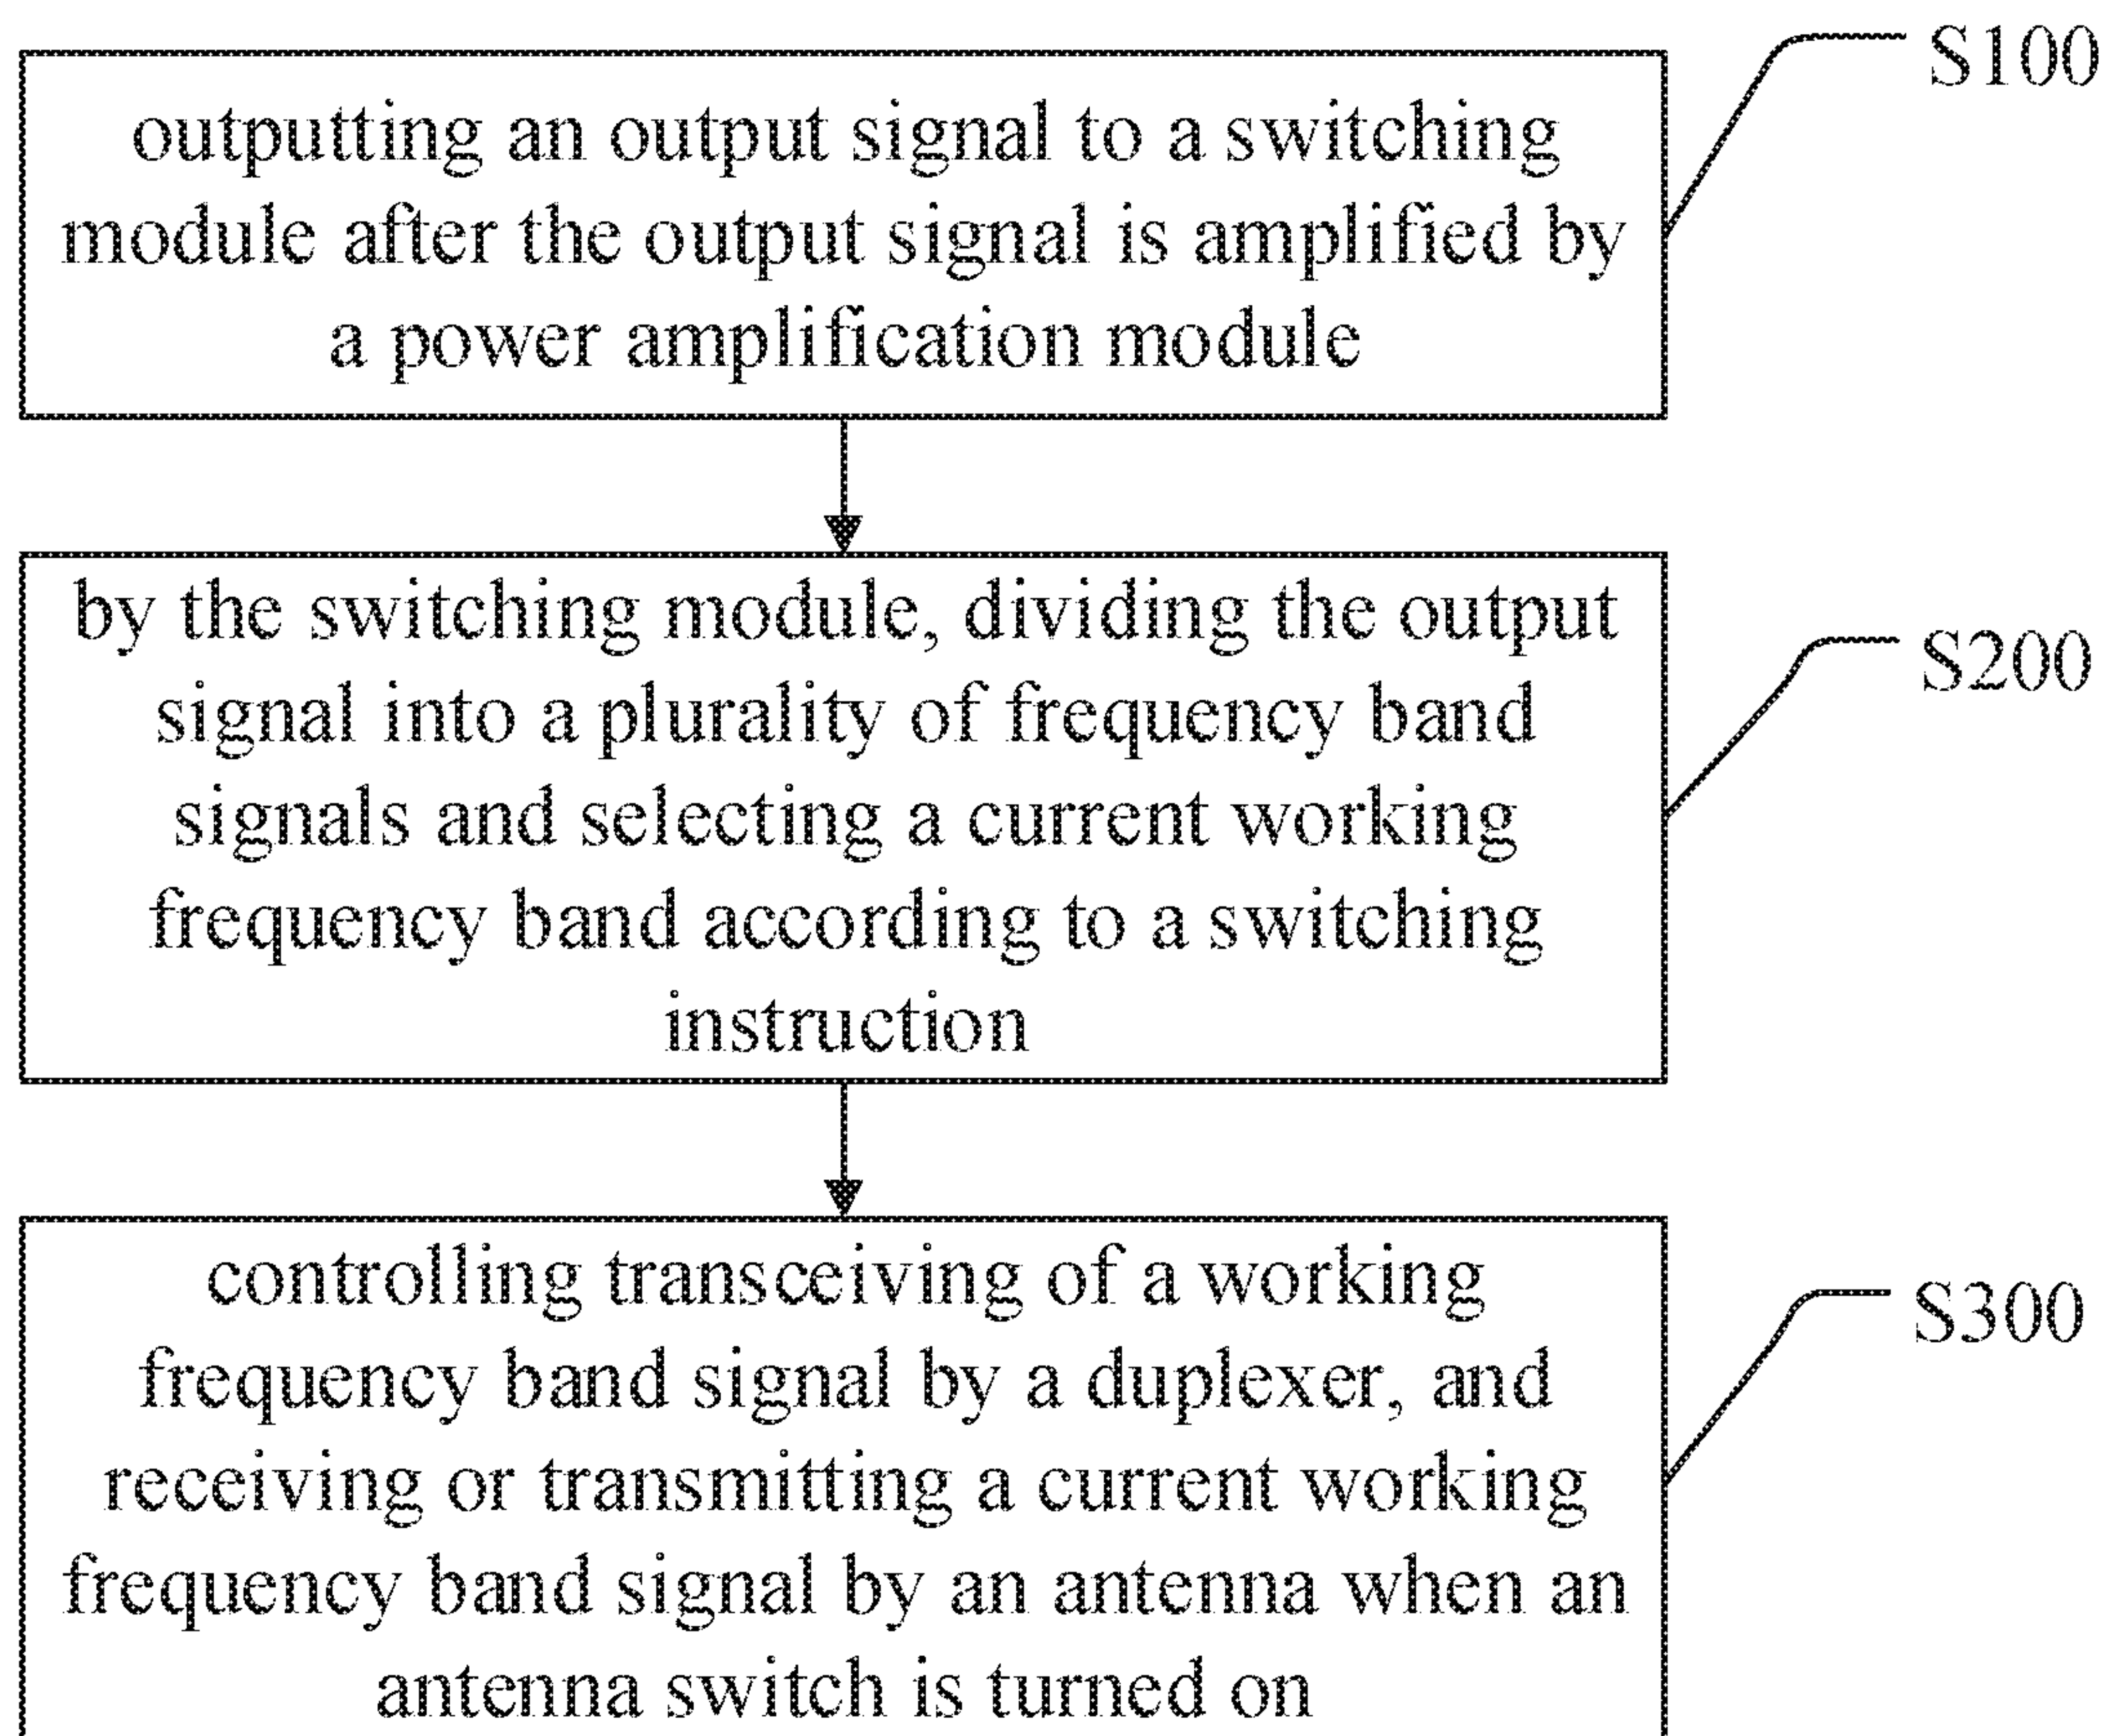 S100
outputting an output signal to a switching
module after the output signal is amplified by
a power amplification module
S200
by the switching module, dividing the output
signal into a plurality of frequency band
signals and selecting a current working
frequency band according to a switching
instruction
S300
controlling transceiving of a working
frequency band signal by a duplexer, and
receiving or transmitting a current working
frequency band signal by an antenna when an
antenna switch is turned on